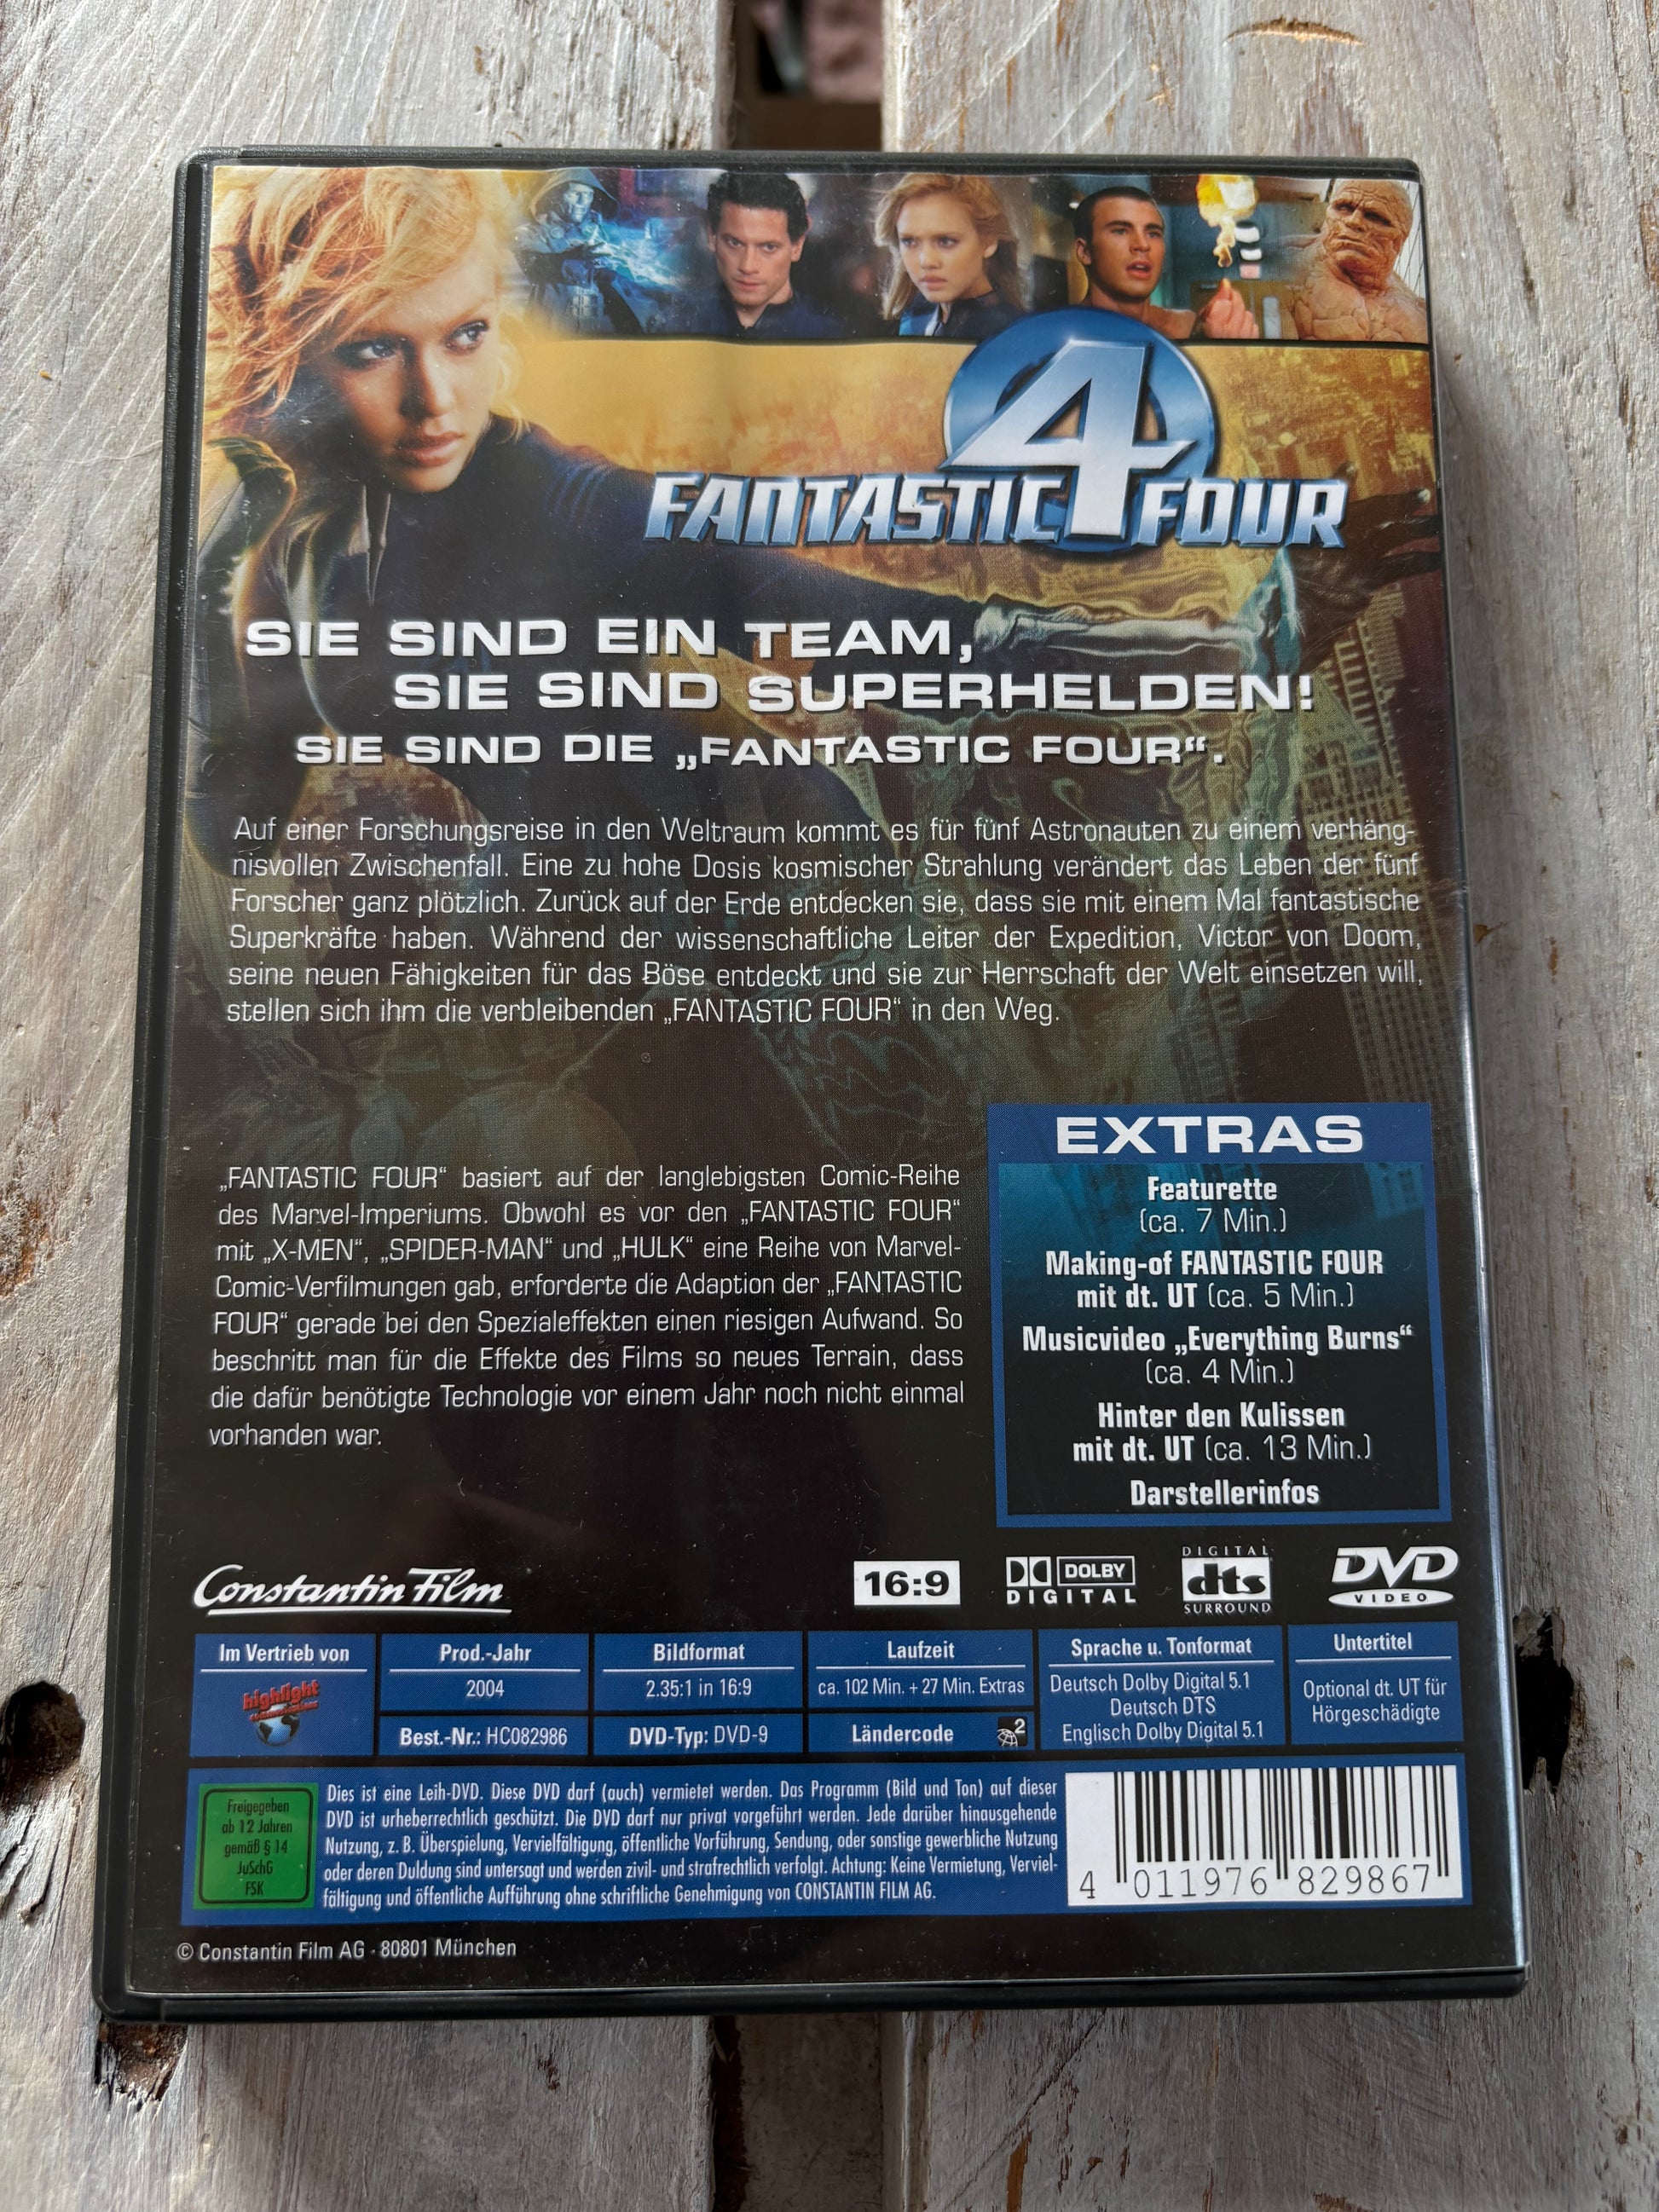 4
FANTASTIC FOUR
SIE SIND EIN TEAM,
SIE SIND SUPERHELDEN!
SIE SIND DIE „FANTASTIC FOUR“.
Auf einer Forschungsreise in den Weltraum kommt es für fünf Astronauten zu einem verhäng-
nisvollen Zwischenfall. Eine zu hohe Dosis kosmischer Strahlung verändert das Leben der fünf
Forscher ganz plötzlich. Zurück auf der Erde entdecken sie, dass sie mit einem Mal fantastische
Superkräfte haben. Während der wissenschaftliche Leiter der Expedition, Victor von Doom,
seine neuen Fähigkeiten für das Böse entdeckt und sie zur Herrschaft der Welt einsetzen will,
stellen sich ihm die verbleibenden „FANTASTIC FOUR“ in den Weg.
„FANTASTIC FOUR“ basiert auf der langlebigsten Comic-Reihe
des Marvel-Imperiums. Obwohl es vor den „FANTASTIC FOUR“
mit „X-MEN“, „SPIDER-MAN“ und „HULK“ eine Reihe von Marvel-
Comic-Verfilmungen gab, erforderte die Adaption der „FANTASTIC
FOUR“ gerade bei den Spezialeffekten einen riesigen Aufwand. So
beschritt man für die Effekte des Films so neues Terrain, dass
die dafür benötigte Technologie vor einem Jahr noch nicht einmal
vorhanden war.
EXTRAS
Featurette
(ca. 7 Min.)
Making-of FANTASTIC FOUR
mit dt. UT (ca. 5 Min.)
Musicvideo „Everything Burns“
(ca. 4 Min.)
Hinter den Kulissen
mit dt. UT (ca. 13 Min.)
Darstellerinfos
Constantin Film
16:9
DOLBY
DIGITAL
DIGITAL
dts
SURROUND
DVD
VIDEO
Im Vertrieb von
highlight
communications
Prod.-Jahr
2004
Best.-Nr.: HC082986
Bildformat
2.35:1 in 16:9
DVD-Typ: DVD-9
Laufzeit
ca. 102 Min. + 27 Min. Extras
Ländercode
2
Sprache u. Tonformat
Deutsch Dolby Digital 5.1
Deutsch DTS
Englisch Dolby Digital 5.1
Untertitel
Optional dt. UT für
Hörgeschädigte
Freigegeben
ab 12 Jahren
gemäß § 14
JuSchG
FSK
Dies ist eine Leih-DVD. Diese DVD darf (auch) vermietet werden. Das Programm (Bild und Ton) auf dieser
DVD ist urheberrechtlich geschützt. Die DVD darf nur privat vorgeführt werden. Jede darüber hinausgehende
Nutzung, z. B. Überspielung, Vervielfältigung, öffentliche Vorführung, Sendung, oder sonstige gewerbliche Nutzung
oder deren Duldung sind untersagt und werden zivil- und strafrechtlich verfolgt. Achtung: Keine Vermietung, Verviel-
fältigung und öffentliche Aufführung ohne schriftliche Genehmigung von CONSTANTIN FILM AG.
4 011976 829867
© Constantin Film AG · 80801 München